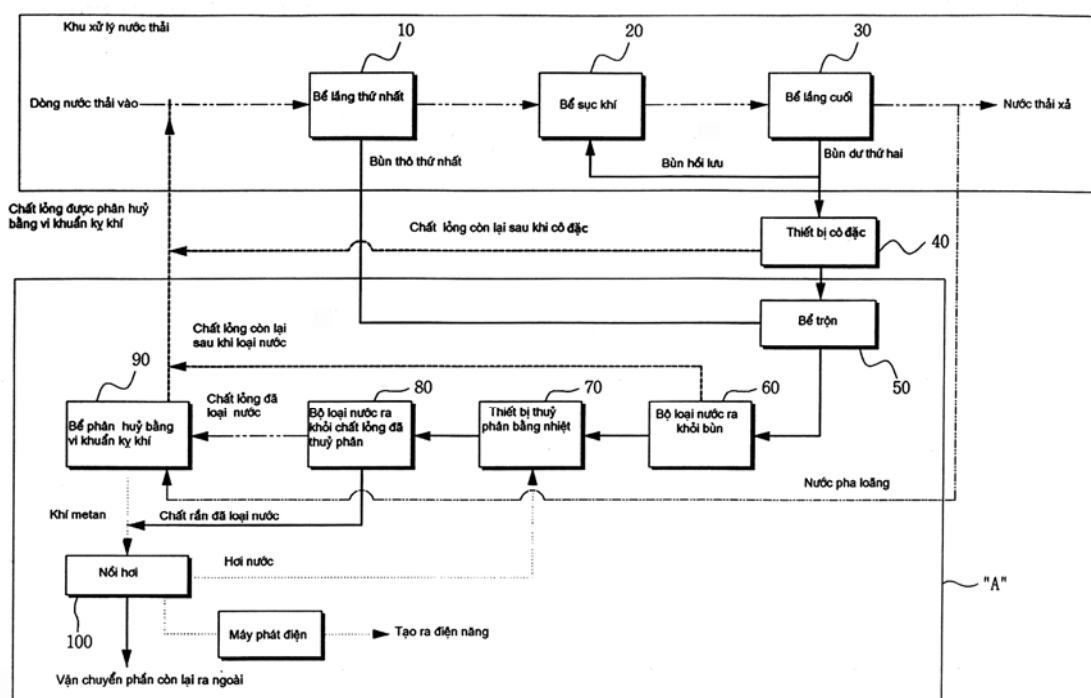 Khu xử lý nước thải
10
20
30
Dòng nước thải vào
Bể lắng thứ nhất
Bể sục khí
Bể lắng cuối
Nước thải xả
Bùn thô thứ nhất
Bùn hồi lưu
Bùn dư thứ hai
Chất lỏng được phân huỷ
bằng vi khuẩn kỵ khí
Chất lỏng còn lại sau khi cô đặc
Thiết bị cô đặc
40
Bể trộn
50
Chất lỏng còn lại
sau khi loại nước
90
80
70
60
Chất lỏng đã
loại nước
Bể phân huỷ bằng
vi khuẩn kỵ khí
Bộ loại nước ra
khỏi chất lỏng đã
thuỷ phân
Thiết bị thuỷ
phân bằng nhiệt
Bộ loại nước ra
khỏi bùn
Nước pha loãng
Khí metan
Chất rắn đã loại nước
Nồi hơi
Hơi nước
"A"
100
Máy phát điện
Tạo ra điện năng
Vận chuyển phần còn lại ra ngoài